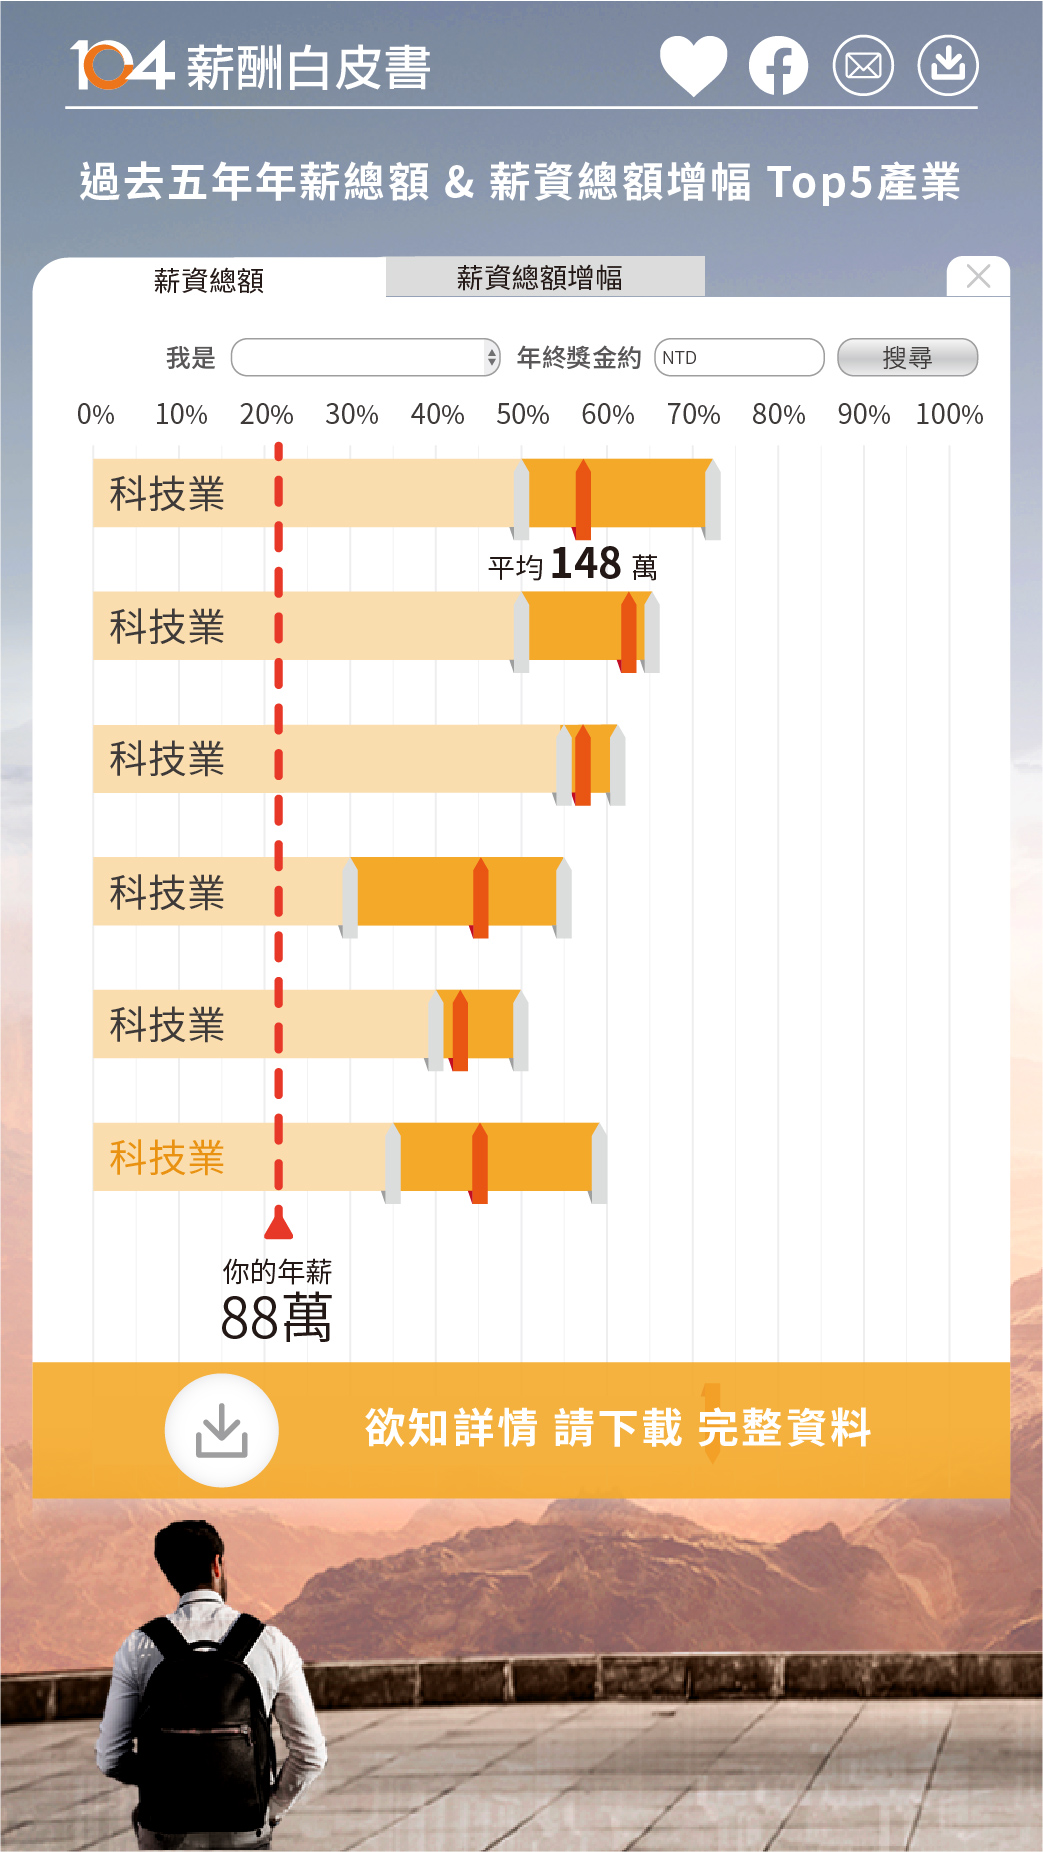 104 薪酬白皮書
過去五年年薪總額 & 薪資總額增幅 Top5產業
薪資總額
薪資總額增幅
我是
年終獎金約
NTD
搜尋
0% 10% 20% 30% 40% 50% 60% 70% 80% 90% 100%
科技業
平均 148 萬
科技業
科技業
科技業
科技業
科技業
你的年薪
88萬
欲知詳情 請下載 完整資料